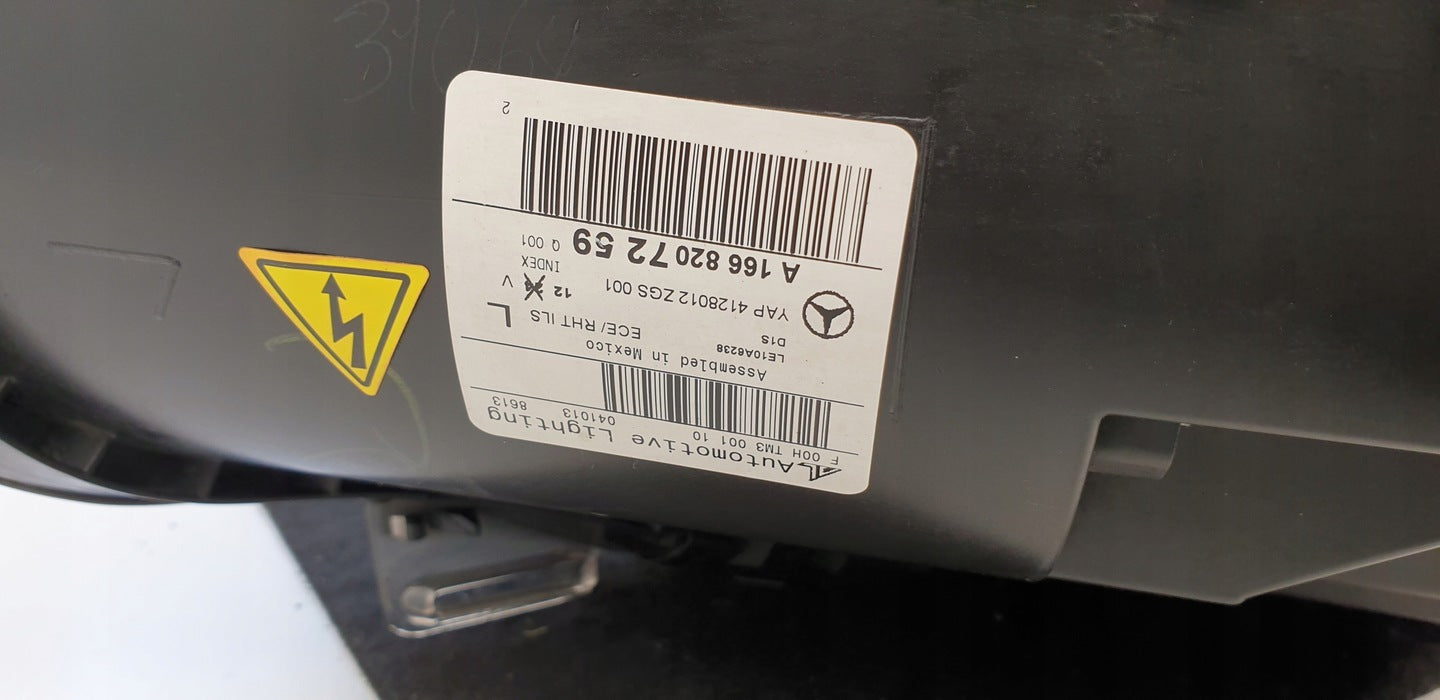 AL Automotive Lighting
F 00H TM3 001 10
041013 8613
Assembled in Mexico
LE10A6238
D1S
ECE/ RHT ILS L
YAP 4128012 ZGS 001
12 V
INDEX
A 166 820 72 59 Q 001
2